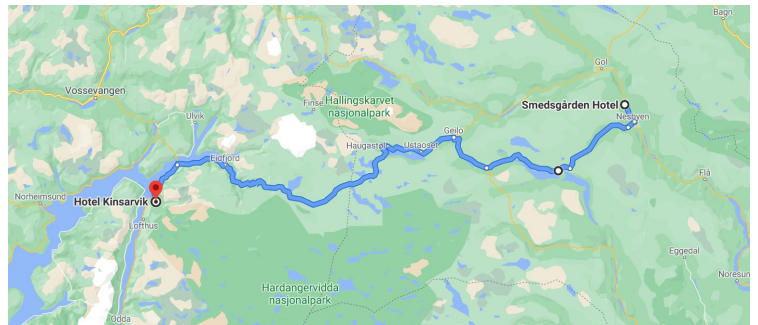 Bagn
Gol
Vossevangen
Hallingskarvet
nasjonalpark
Finse
Smedsgården Hotel
Ulvik
Nesbyen
Geilo
Haugastøl
Ustaoset
Eidfjord
Flå
Norheimsund
Hotel Kinsarvik
Lofthus
Eggedal
Noresun
Hardangervidda
nasjonalpark
Odda